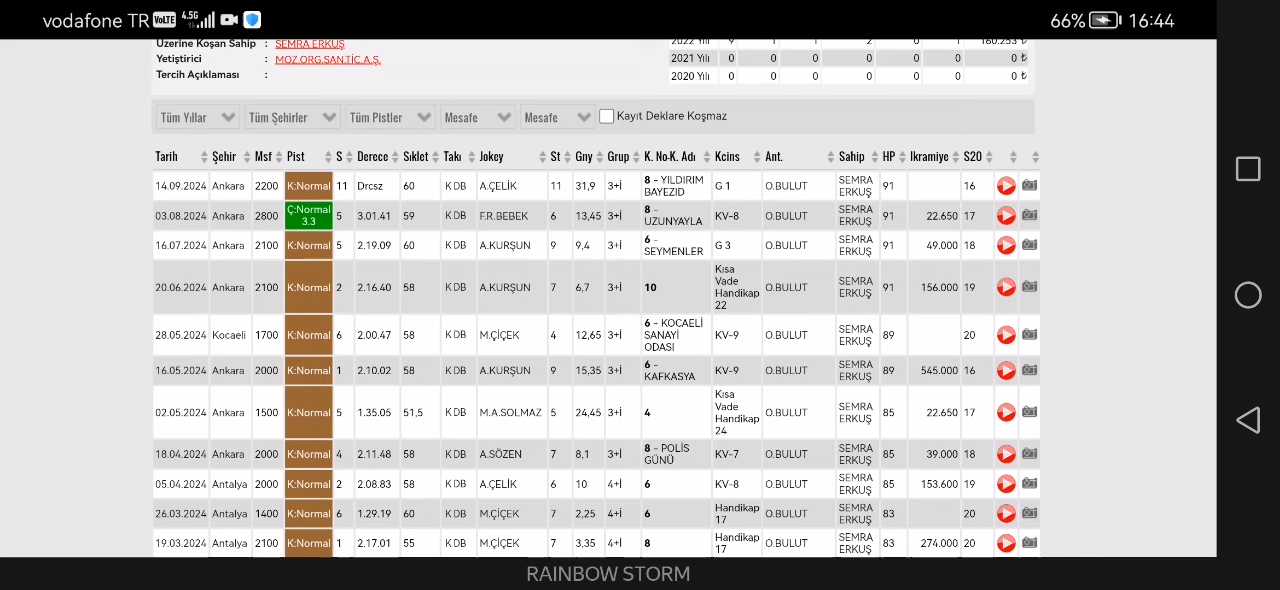 vodafone TR VoLTE 4.5G 66% 16:44
Üzerine Koşan Sahip : SEMRA ERKUŞ
Yetiştirici : MOZ.ORG.SAN.TİC.A.Ş.
Tercih Açıklaması :
2022 Yılı 9 1 1 2 0 1 160.253 ₺
2021 Yılı 0 0 0 0 0 0 0 ₺
2020 Yılı 0 0 0 0 0 0 0 ₺
Tüm Yıllar Tüm Şehirler Tüm Pistler Mesafe Mesafe Kayıt Deklare Koşmaz
Tarih Şehir Msf Pist S Derece Sıklet Takı Jokey St Gny Grup K. No-K. Adı Kcins Ant. Sahip HP Ikramiye S20
14.09.2024 Ankara 2200 K:Normal 11 Drcsz 60 K DB A.ÇELİK 11 31,9 3+İ 8 - YILDIRIM BAYEZID G 1 O.BULUT SEMRA ERKUŞ 91 16
03.08.2024 Ankara 2800 Ç:Normal 3.3 5 3.01.41 59 K DB F.R.BEBEK 6 13,45 3+İ 8 - UZUNYAYLA KV-8 O.BULUT SEMRA ERKUŞ 91 22.650 17
16.07.2024 Ankara 2100 K:Normal 5 2.19.09 60 K DB A.KURŞUN 9 9,4 3+İ 6 - SEYMENLER G 3 O.BULUT SEMRA ERKUŞ 91 49.000 18
20.06.2024 Ankara 2100 K:Normal 2 2.16.40 58 K DB A.KURŞUN 7 6,7 3+İ 10 Kısa Vade Handikap 22 O.BULUT SEMRA ERKUŞ 91 156.000 19
28.05.2024 Kocaeli 1700 K:Normal 6 2.00.47 58 K DB M.ÇİÇEK 4 12,65 3+İ 6 - KOCAELİ SANAYİ ODASI KV-9 O.BULUT SEMRA ERKUŞ 89 20
16.05.2024 Ankara 2000 K:Normal 1 2.10.02 58 K DB A.KURŞUN 9 15,35 3+İ 6 - KAFKASYA KV-9 O.BULUT SEMRA ERKUŞ 89 545.000 16
02.05.2024 Ankara 1500 K:Normal 5 1.35.05 51,5 K DB M.A.SOLMAZ 5 24,45 3+İ 4 Kısa Vade Handikap 24 O.BULUT SEMRA ERKUŞ 85 22.650 17
18.04.2024 Ankara 2000 K:Normal 4 2.11.48 58 K DB A.SÖZEN 7 8,1 3+İ 8 - POLİS GÜNÜ KV-7 O.BULUT SEMRA ERKUŞ 85 39.000 18
05.04.2024 Antalya 2000 K:Normal 2 2.08.83 58 K DB A.ÇELİK 6 10 4+İ 6 KV-8 O.BULUT SEMRA ERKUŞ 85 153.600 19
26.03.2024 Antalya 1400 K:Normal 6 1.29.19 60 K DB M.ÇİÇEK 7 2,25 4+İ 6 Handikap 17 O.BULUT SEMRA ERKUŞ 83 20
19.03.2024 Antalya 2100 K:Normal 1 2.17.01 55 K DB M.ÇİÇEK 7 3,35 4+İ 8 Handikap 17 O.BULUT SEMRA ERKUŞ 83 274.000 20
RAINBOW STORM